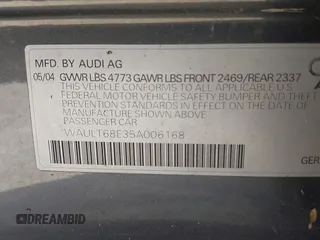 MFD. BY AUDI AG
05/04 GVWR LBS 4773 GAWR LBS FRONT 2469/REAR 2337
THIS VEHICLE CONFORMS TO ALL APPLICABLE U.S.
FEDERAL MOTOR VEHICLE SAFETY BUMPER AND THEFT
PREVENTION STANDARDS IN EFFECT ON THE DATE OF
MANUFACTURE SHOWN ABOVE
PASSENGER CAR
WAULT68E35A006168
GER
DREAMBID